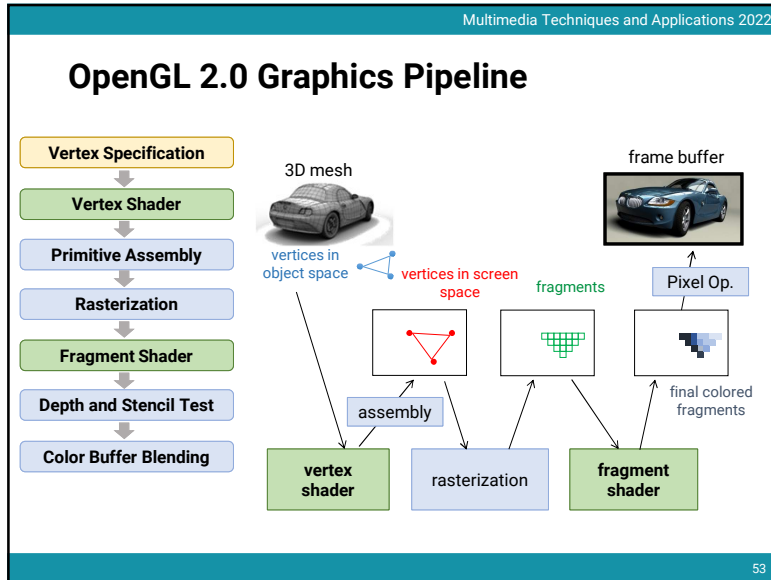 Multimedia Techniques and Applications 2022
OpenGL 2.0 Graphics Pipeline
Vertex Specification
Vertex Shader
Primitive Assembly
Rasterization
Fragment Shader
Depth and Stencil Test
Color Buffer Blending
3D mesh
vertices in
object space
vertices in screen
space
fragments
frame buffer
Pixel Op.
final colored
fragments
assembly
vertex
shader
rasterization
fragment
shader
53